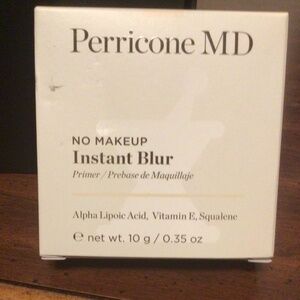 Perricone MD
NO MAKEUP
Instant Blur
Primer / Prebase de Maquillaje
Alpha Lipoic Acid, Vitamin E, Squalene
℮ net wt. 10 g / 0.35 oz